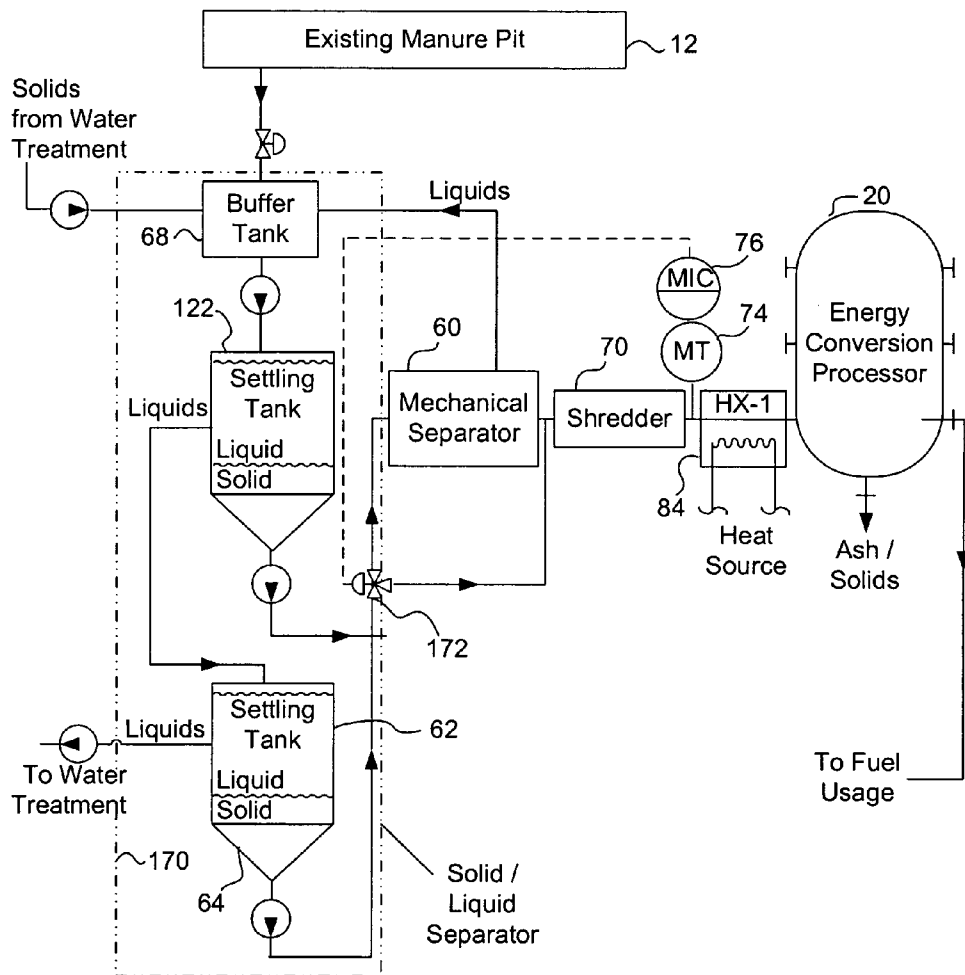 Existing Manure Pit
12
Solids
from Water
Treatment
Buffer
Tank
68
Liquids
20
76
MIC
74
MT
122
Settling
Tank
Liquids
Liquid
Solid
60
Mechanical
Separator
70
Shredder
HX-1
84
Heat
Source
Energy
Conversion
Processor
Ash /
Solids
172
Settling
Tank
62
Liquids
To Water
Treatment
Liquid
Solid
64
170
Solid /
Liquid
Separator
To Fuel
Usage